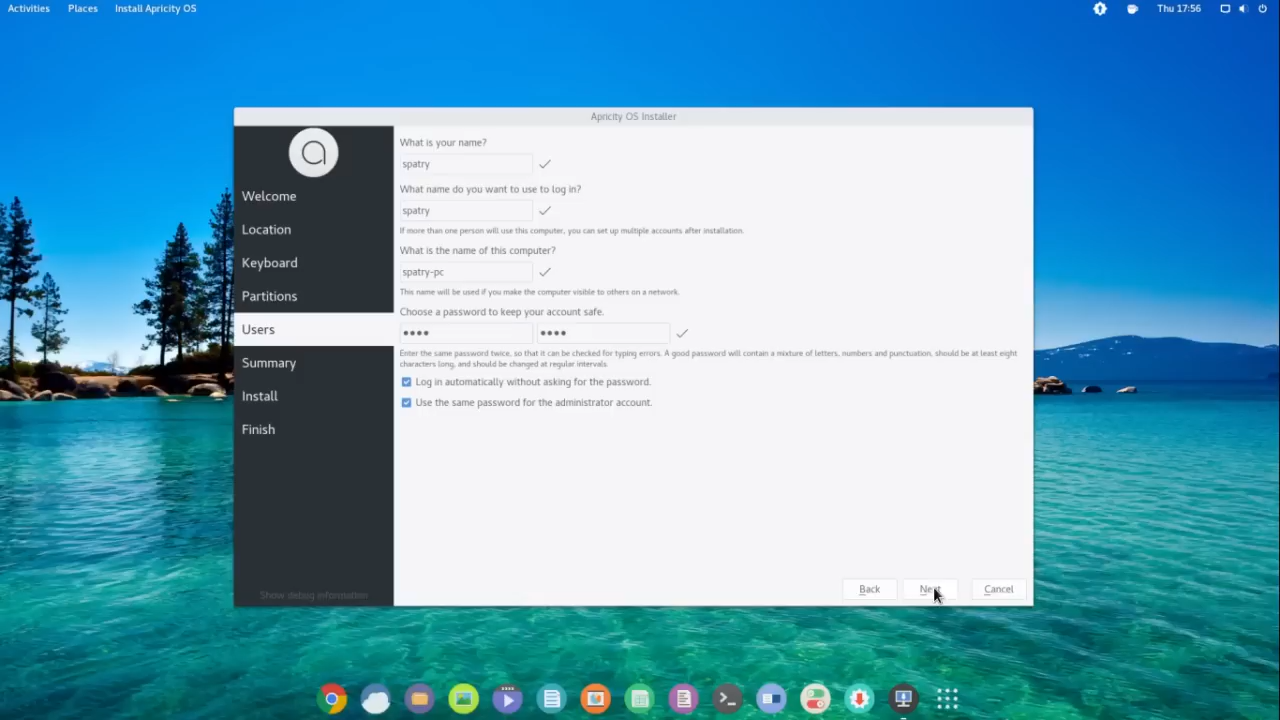 Activities Places Install Apricity OS Thu 17:56
Apricity OS Installer
Welcome
Location
Keyboard
Partitions
Users
Summary
Install
Finish
Show debug information
What is your name?
spatry
What name do you want to use to log in?
spatry
If more than one person will use this computer, you can set up multiple accounts after installation.
What is the name of this computer?
spatry-pc
This name will be used if you make the computer visible to others on a network.
Choose a password to keep your account safe.
•••• ••••
Enter the same password twice, so that it can be checked for typing errors. A good password will contain a mixture of letters, numbers and punctuation, should be at least eight
characters long, and should be changed at regular intervals.
Log in automatically without asking for the password.
Use the same password for the administrator account.
Back Next Cancel